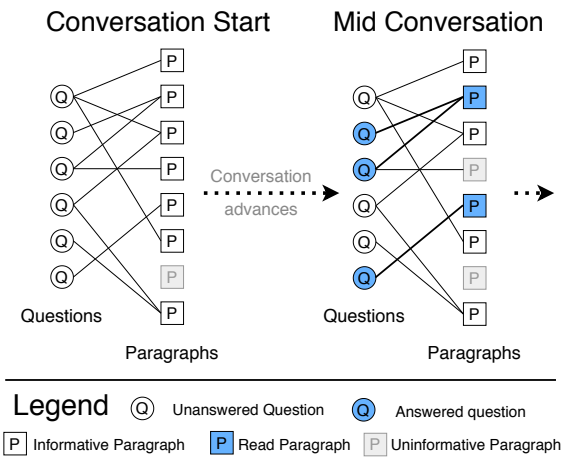 Conversation Start
Mid Conversation
P
P
Q
P
P
Q
P
P
Q
P
P
Q
P
P
Q
P
P
Q
P
P
P
P
Q
Q
Q
Q
Q
Q
Conversation
advances
Questions
Questions
Paragraphs
Paragraphs
Legend
Q Unanswered Question
Q Answered question
P Informative Paragraph
P Read Paragraph
P Uninformative Paragraph